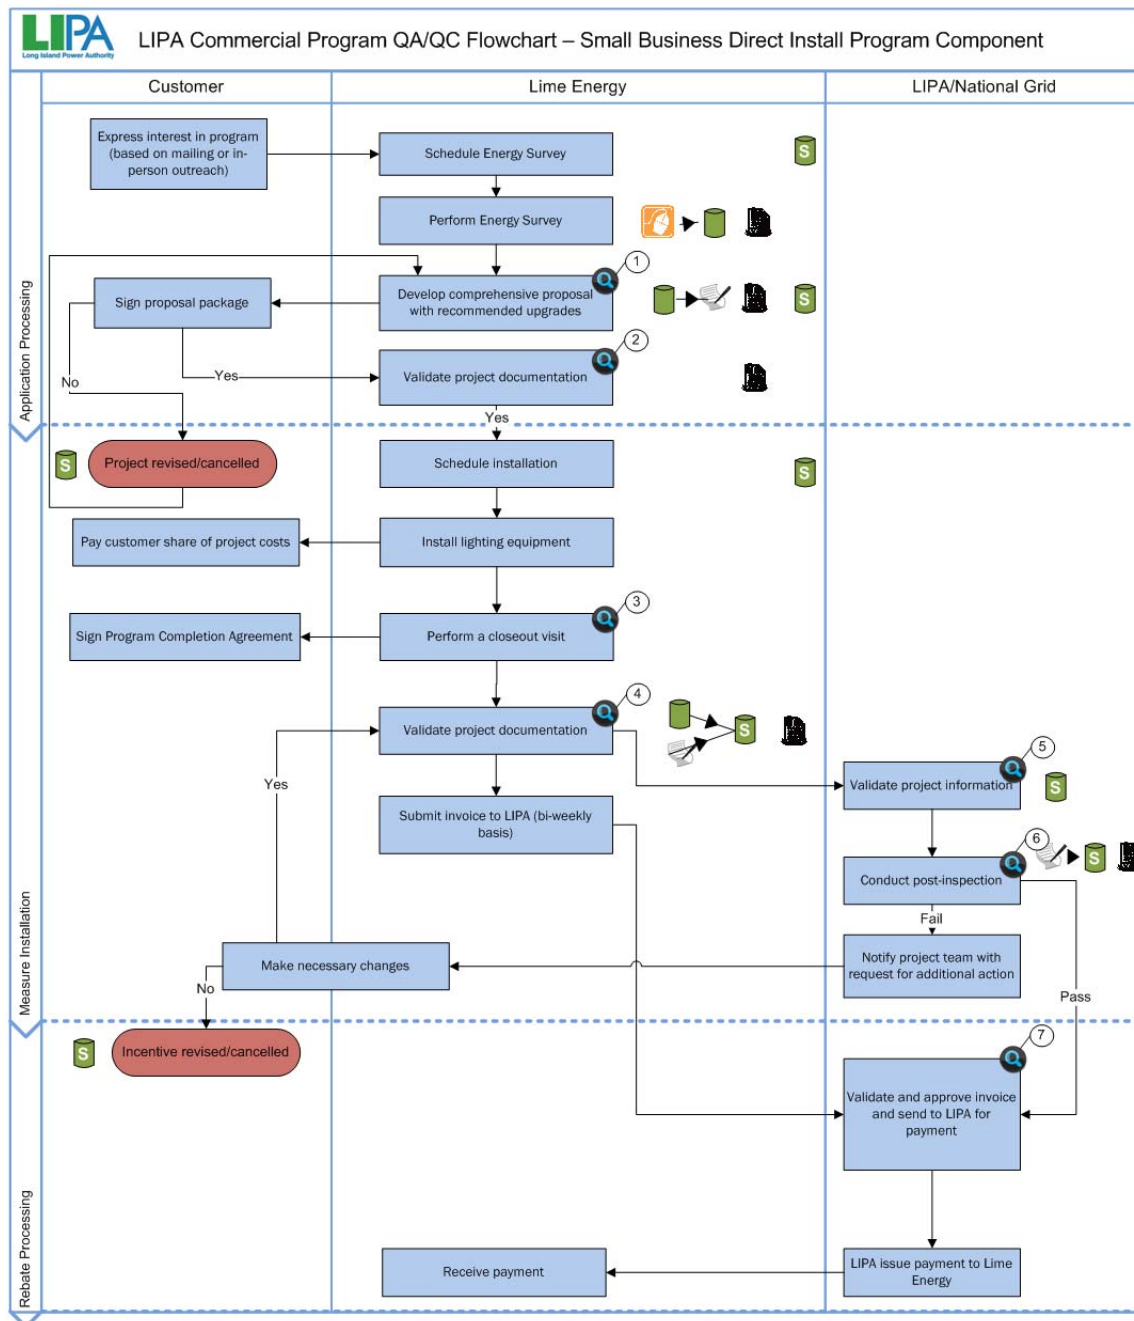 LIPA
Long Island Power Authority
LIPA Commercial Program QA/QC Flowchart – Small Business Direct Install Program Component
Customer
Lime Energy
LIPA/National Grid
Application Processing
Express interest in program
(based on mailing or in-
person outreach)
Schedule Energy Survey
S
Perform Energy Survey
1
Sign proposal package
Develop comprehensive proposal
with recommended upgrades
S
2
No
Yes
Validate project documentation
Yes
Measure Installation
S
Project revised/cancelled
Schedule installation
S
Pay customer share of project costs
Install lighting equipment
3
Sign Program Completion Agreement
Perform a closeout visit
4
Validate project documentation
S
5
Yes
Validate project information
S
Submit invoice to LIPA (bi-weekly
basis)
6
S
Conduct post-inspection
Fail
Make necessary changes
Notify project team with
request for additional action
No
Pass
Rebate Processing
S
Incentive revised/cancelled
7
Validate and approve invoice
and send to LIPA for
payment
Receive payment
LIPA issue payment to Lime
Energy